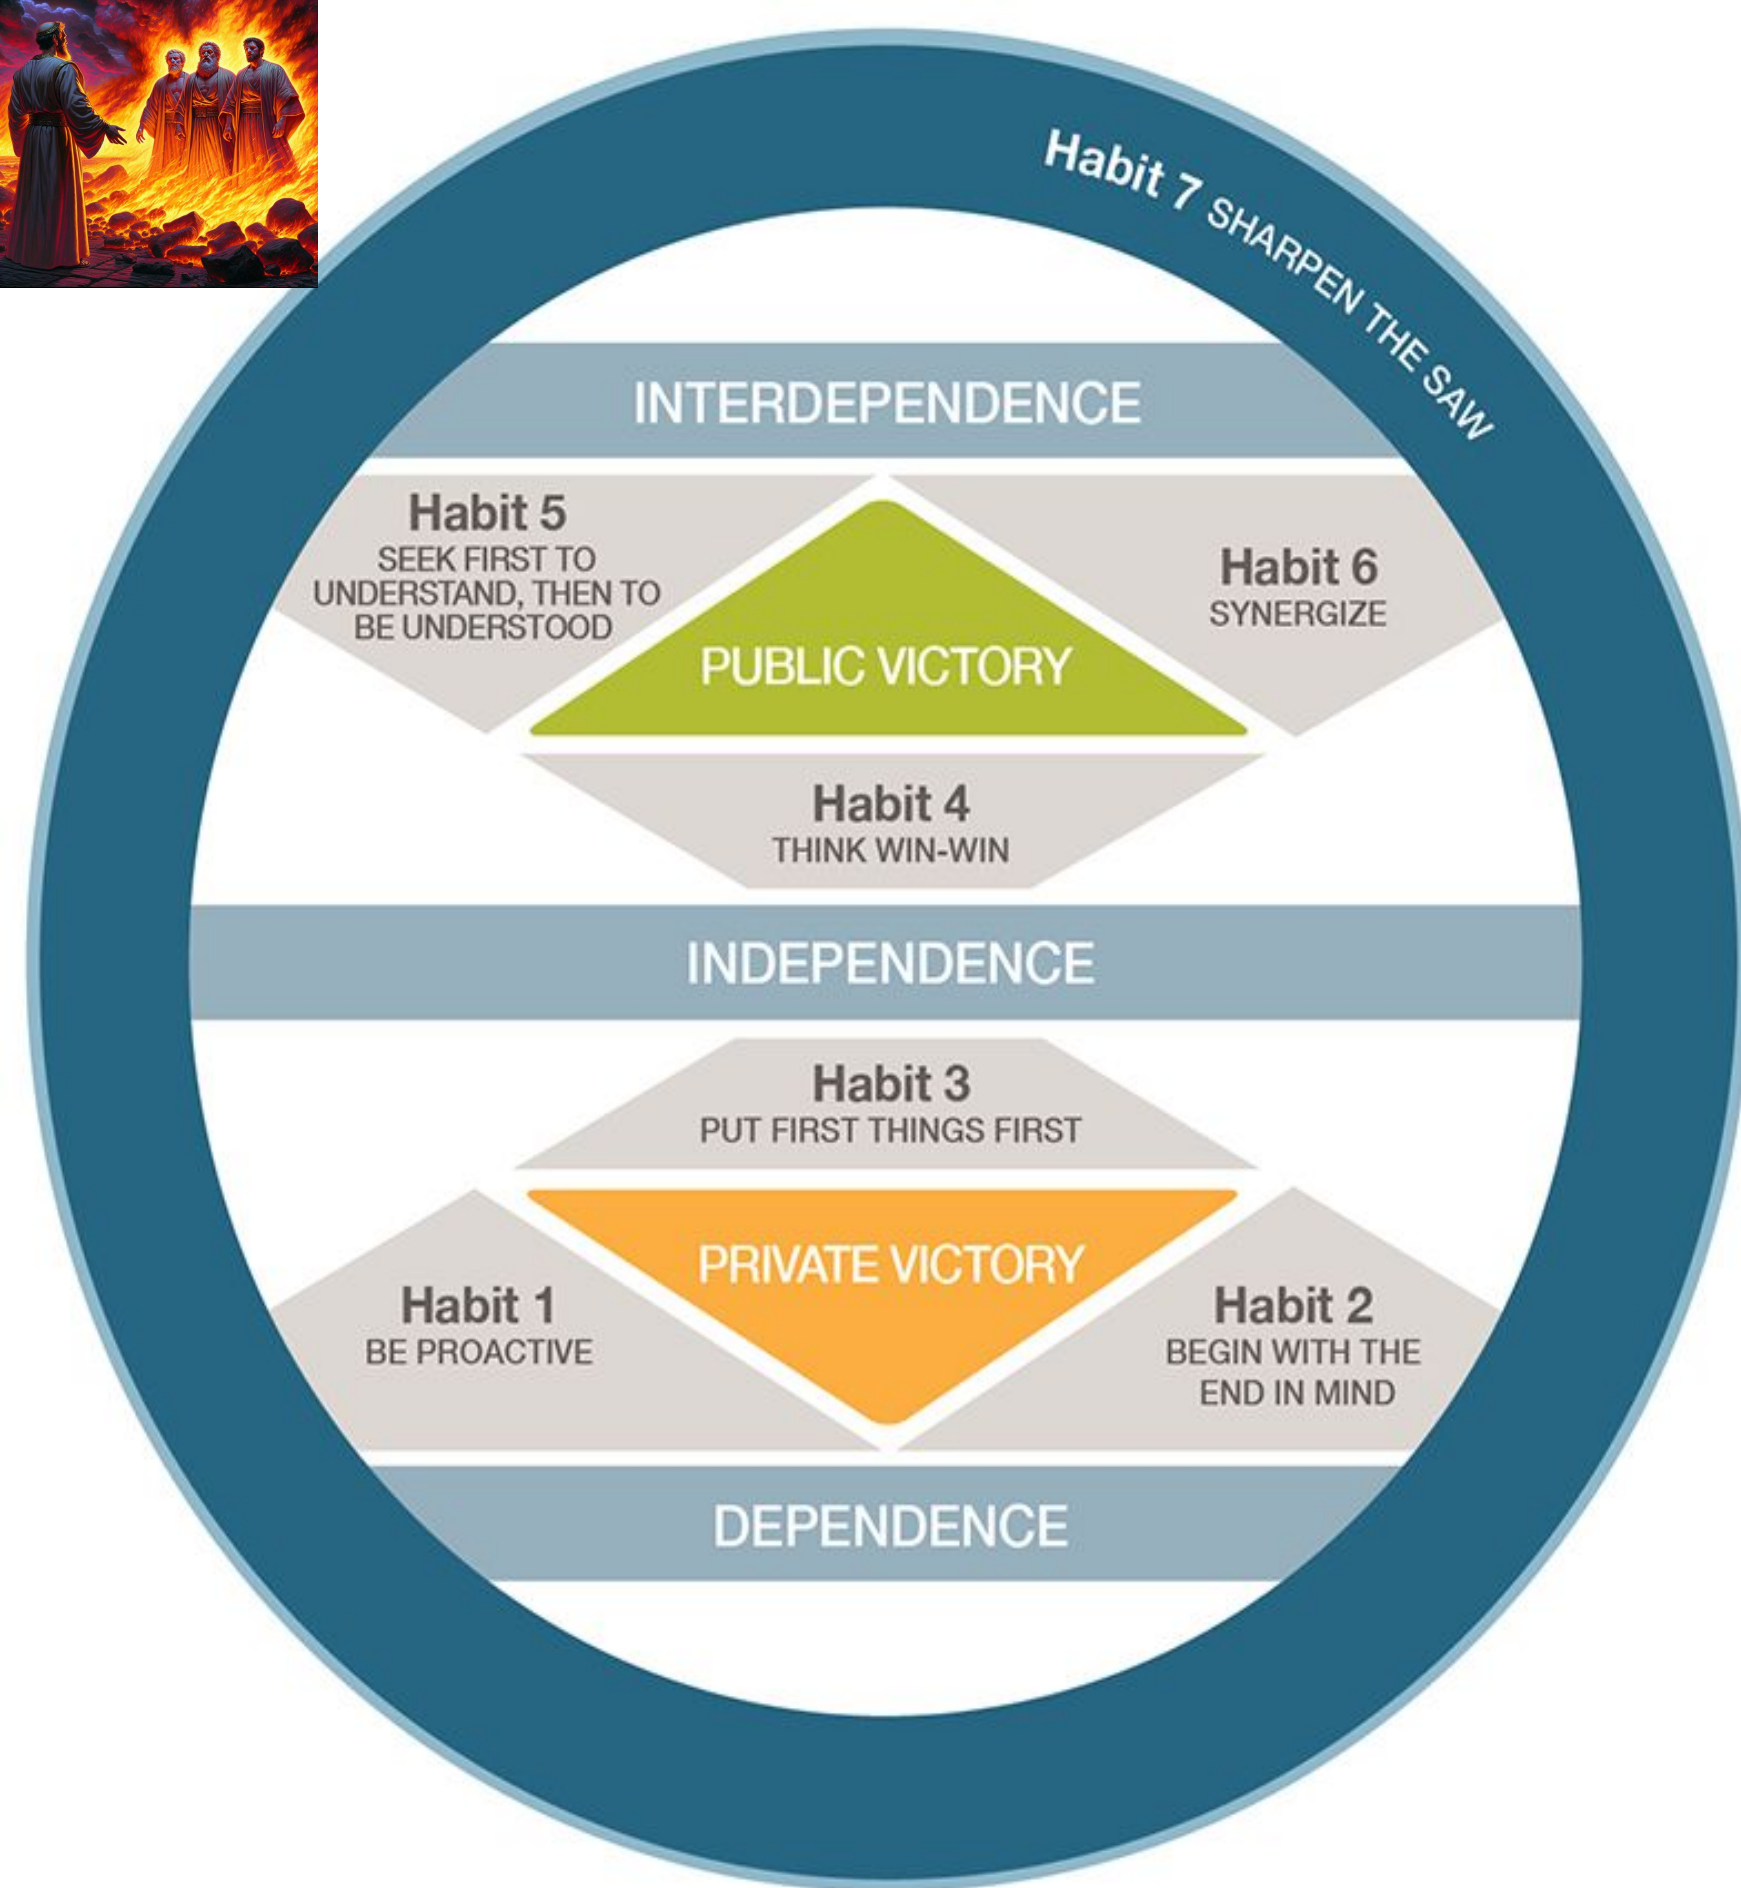 Habit 7 SHARPEN THE SAW
INTERDEPENDENCE
Habit 5
SEEK FIRST TO
UNDERSTAND, THEN TO
BE UNDERSTOOD
Habit 6
SYNERGIZE
PUBLIC VICTORY
Habit 4
THINK WIN-WIN
INDEPENDENCE
Habit 3
PUT FIRST THINGS FIRST
PRIVATE VICTORY
Habit 1
BE PROACTIVE
Habit 2
BEGIN WITH THE
END IN MIND
DEPENDENCE